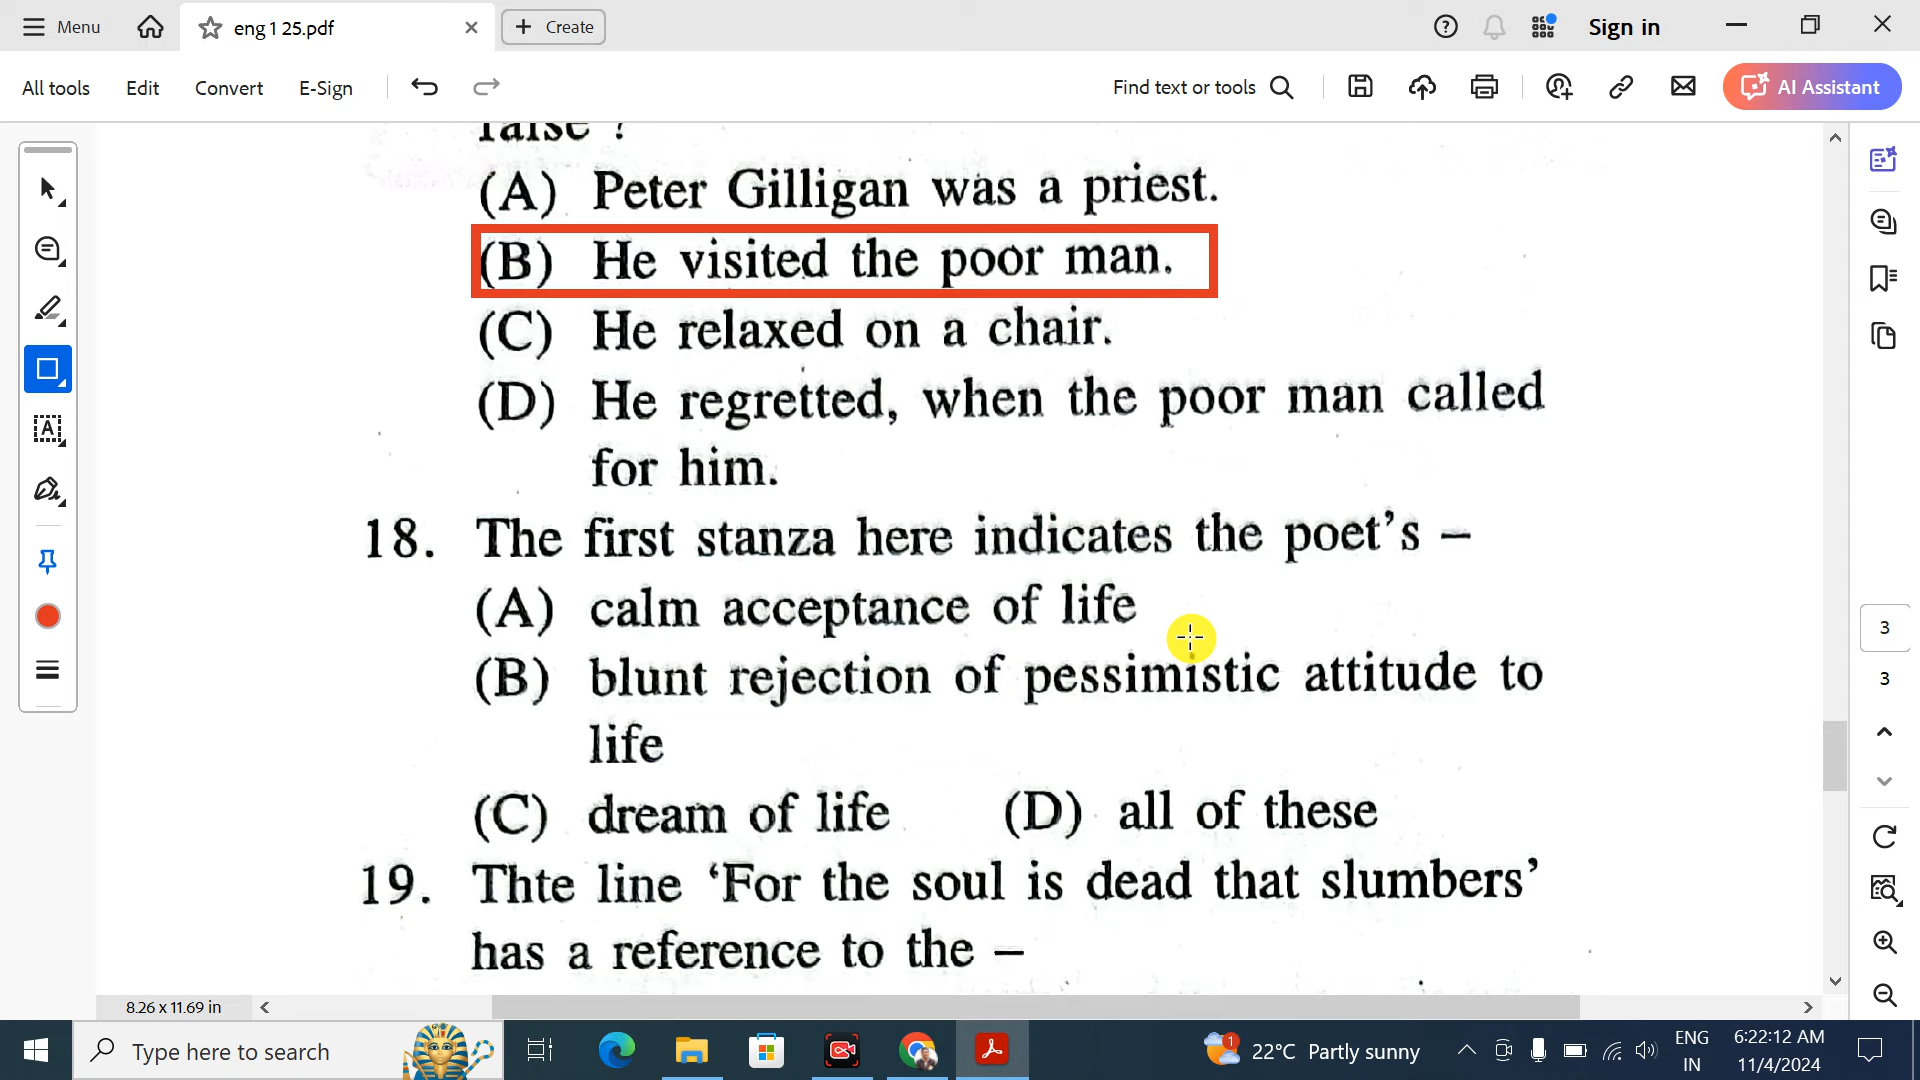 Menu
eng 1 25.pdf
Create
Sign in
All tools
Edit
Convert
E-Sign
Find text or tools
AI Assistant
false ?
(A) Peter Gilligan was a priest.
(B) He visited the poor man.
(C) He relaxed on a chair.
(D) He regretted, when the poor man called
for him.
18. The first stanza here indicates the poet's –
(A) calm acceptance of life
(B) blunt rejection of pessimistic attitude to
life
(C) dream of life (D) all of these
19. Thte line 'For the soul is dead that slumbers'
has a reference to the –
3
3
8.26 x 11.69 in
Type here to search
1
22°C Partly sunny
ENG
IN
6:22:12 AM
11/4/2024